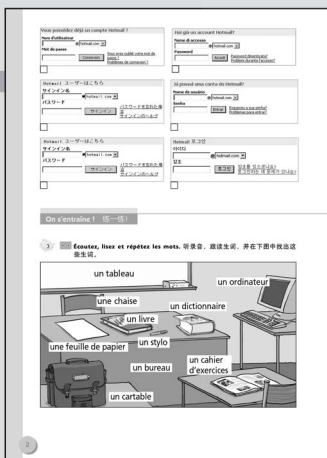 Vous possédez déjà un compte Hotmail ?
Nom d'utilisateur
@hotmail.com
Mot de passe
Connexion
Vous avez oublié votre mot de passe ?
Problèmes de connexion ?
Hai già un account Hotmail?
Nome di accesso
@hotmail.com
Password
Accedi
Password dimenticata?
Problemi durante l'accesso?
Hotmail ユーザーはこちら
サインイン名
@hotmail.com
パスワード
サインイン
パスワードを忘れた場合
サインインのヘルプ
Já possui uma conta do Hotmail?
Nome de usuário
@hotmail.com
Senha
Entrar
Esqueceu a sua senha?
Problemas para entrar?
Hotmail ユーザーはこちら
サインイン名
@hotmail.com
パスワード
サインイン
パスワードを忘れた場合
サインインのヘルプ
Hotmail 로그인
아이디
@hotmail.com
암호
로그인
On s'entraîne ! 练一练!
3 Écoutez, lisez et répétez les mots. 听录音,跟读生词,并在下图中找出这
些生词。
un tableau
un ordinateur
une chaise
un dictionnaire
un livre
un stylo
une feuille de papier
un bureau
un cahier
d'exercices
un cartable
2